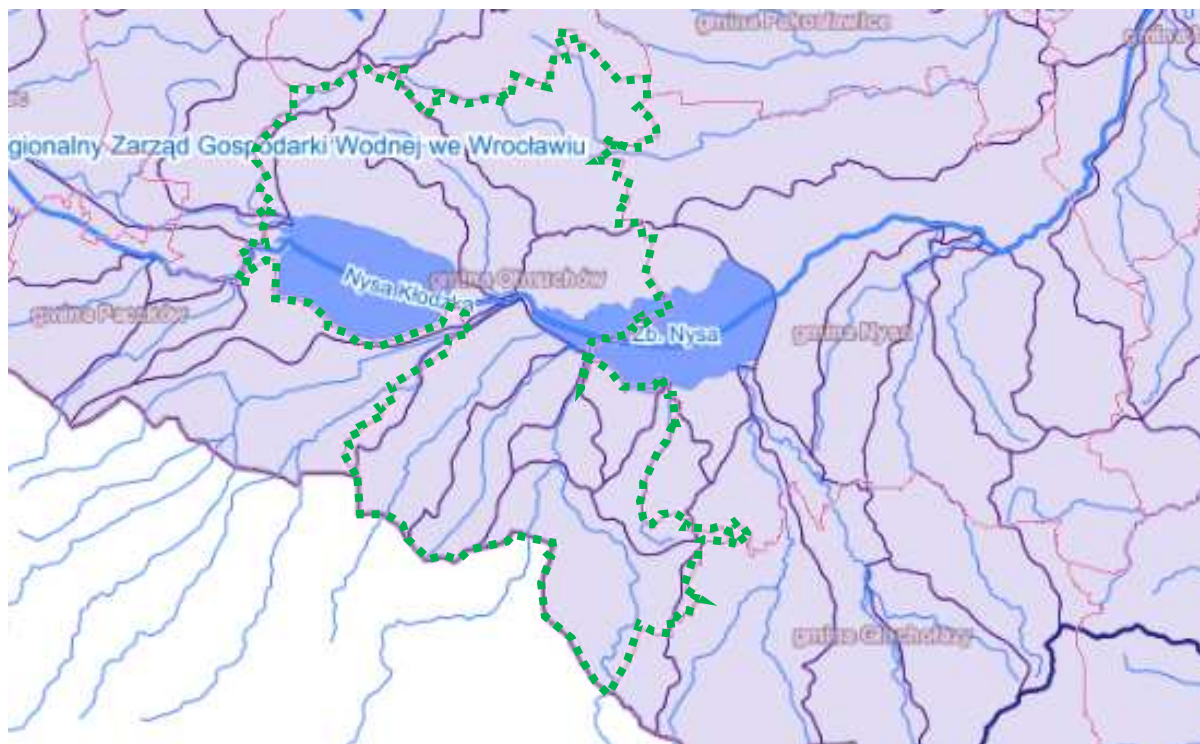 gmina Pakosławice
gmina
gionalny Zarząd Gospodarki Wodnej we Wrocławiu
Nysa Kłodzka
gmina Otmuchów
gmina Paczków
Zb. Nysa
gmina Nysa
gmina Głuchołazy